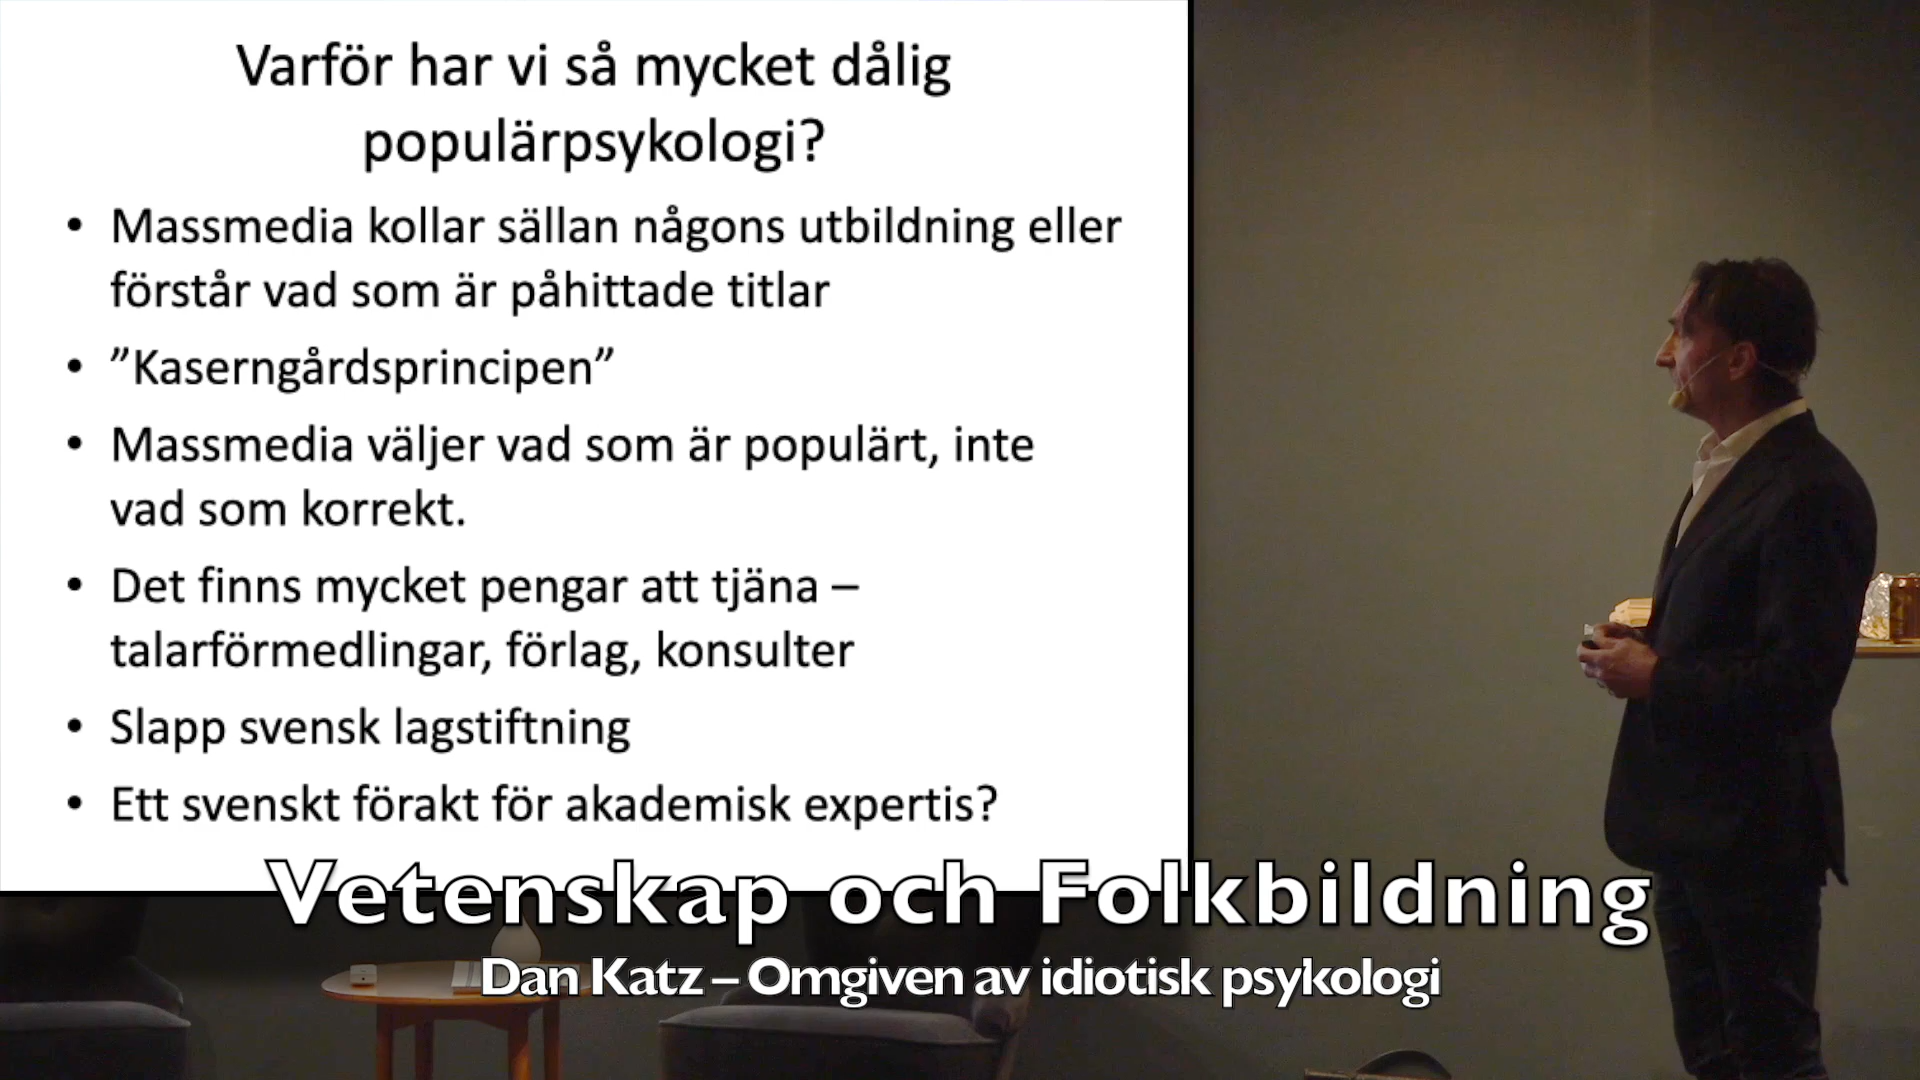 Varför har vi så mycket dålig
populärpsykologi?
• Massmedia kollar sällan någons utbildning eller
förstår vad som är påhittade titlar
• ”Kaserngårdsprincipen”
• Massmedia väljer vad som är populärt, inte
vad som korrekt.
• Det finns mycket pengar att tjäna –
talarförmedlingar, förlag, konsulter
• Slapp svensk lagstiftning
• Ett svenskt förakt för akademisk expertis?
Vetenskap och Folkbildning
Dan Katz – Omgiven av idiotisk psykologi